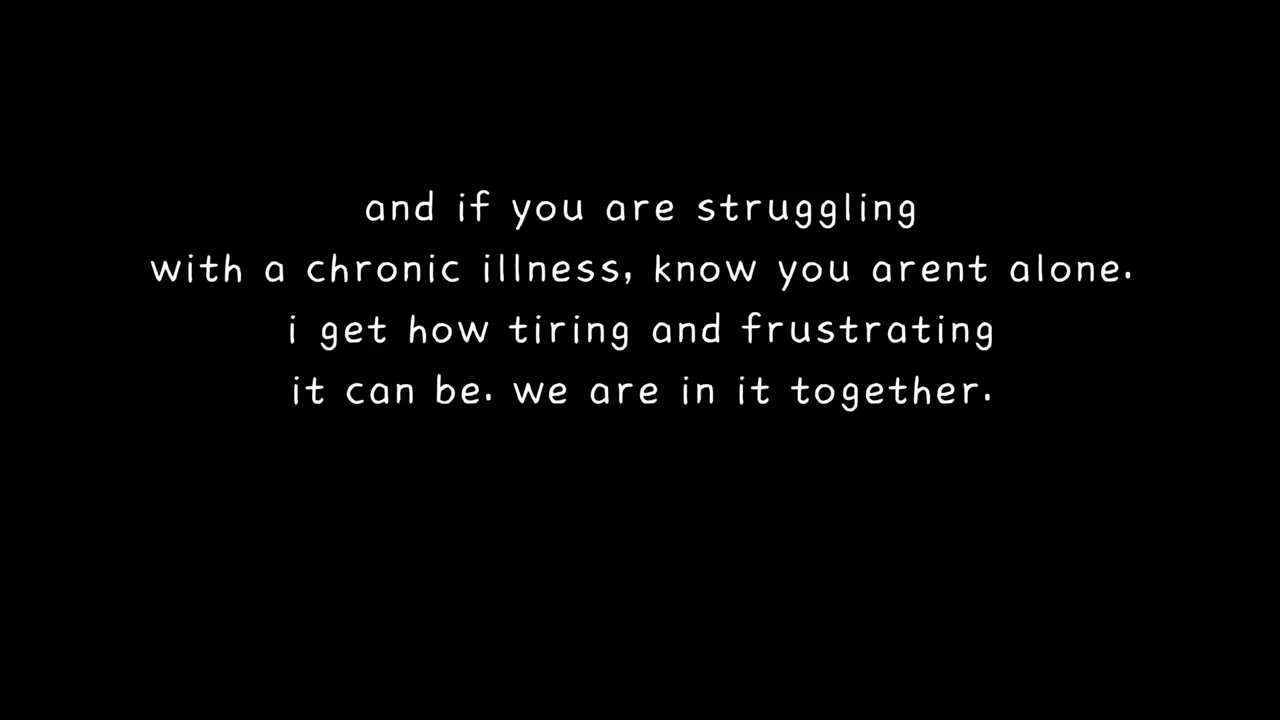 and if you are struggling
with a chronic illness, know you arent alone.
i get how tiring and frustrating
it can be. we are in it together.